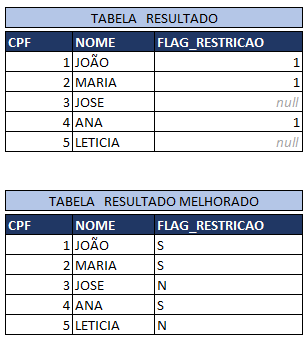 TABELA RESULTADO
CPF NOME FLAG_RESTRICAO
1 JOÃO 1
2 MARIA 1
3 JOSE null
4 ANA 1
5 LETICIA null
TABELA RESULTADO MELHORADO
CPF NOME FLAG_RESTRICAO
1 JOÃO S
2 MARIA S
3 JOSE N
4 ANA S
5 LETICIA N